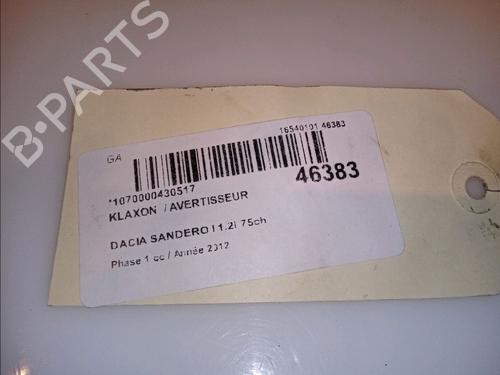 B-PARTS
GA
16540101 46383
*1070000430517
46383
KLAXON / AVERTISSEUR
DACIA SANDERO I 1.2i 75ch
Phase 1 cc / Année 2012